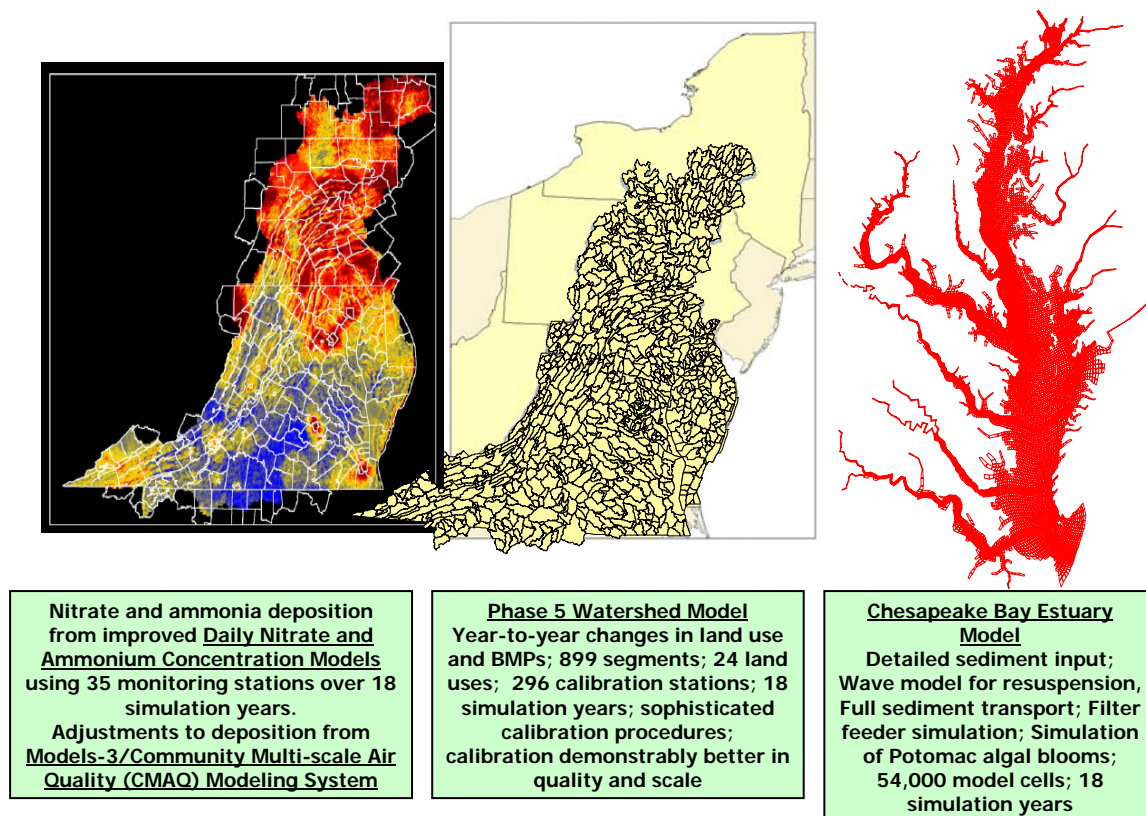 Nitrate and ammonia deposition
from improved Daily Nitrate and
Ammonium Concentration Models
using 35 monitoring stations over 18
simulation years.
Adjustments to deposition from
Models-3/Community Multi-scale Air
Quality (CMAQ) Modeling System
Phase 5 Watershed Model
Year-to-year changes in land use
and BMPs; 899 segments; 24 land
uses; 296 calibration stations; 18
simulation years; sophisticated
calibration procedures;
calibration demonstrably better in
quality and scale
Chesapeake Bay Estuary
Model
Detailed sediment input;
Wave model for resuspension,
Full sediment transport; Filter
feeder simulation; Simulation
of Potomac algal blooms;
54,000 model cells; 18
simulation years